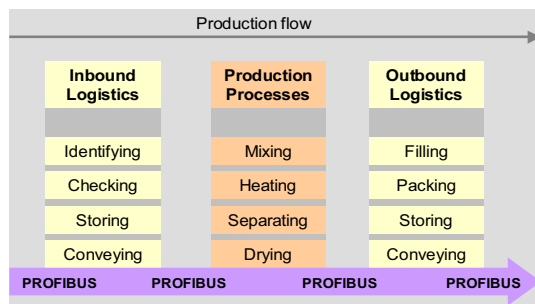 Production flow
Inbound
Logistics
Identifying
Checking
Storing
Conveying
Production
Processes
Mixing
Heating
Separating
Drying
Outbound
Logistics
Filling
Packing
Storing
Conveying
PROFIBUS PROFIBUS PROFIBUS PROFIBUS